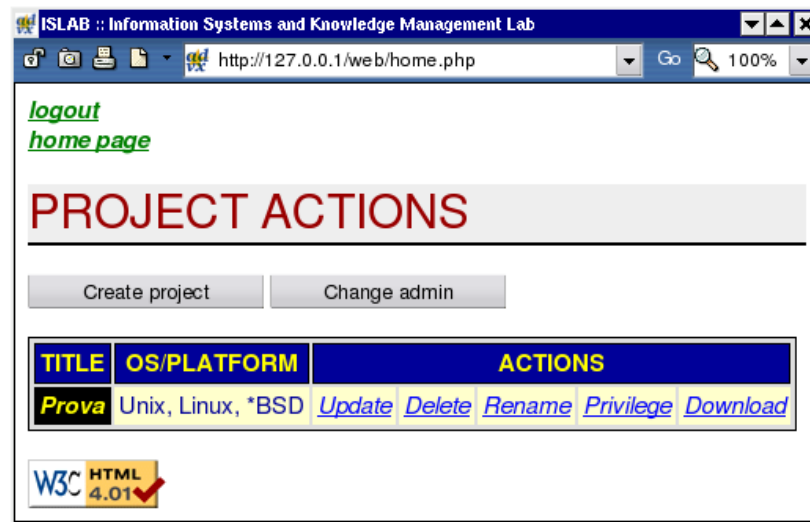 ISLAB :: Information Systems and Knowledge Management Lab
http://127.0.0.1/web/home.php Go 100%
logout
home page
PROJECT ACTIONS
Create project Change admin
TITLE OS/PLATFORM ACTIONS
Prova Unix, Linux, *BSD Update Delete Rename Privilege Download
W3C HTML
4.01